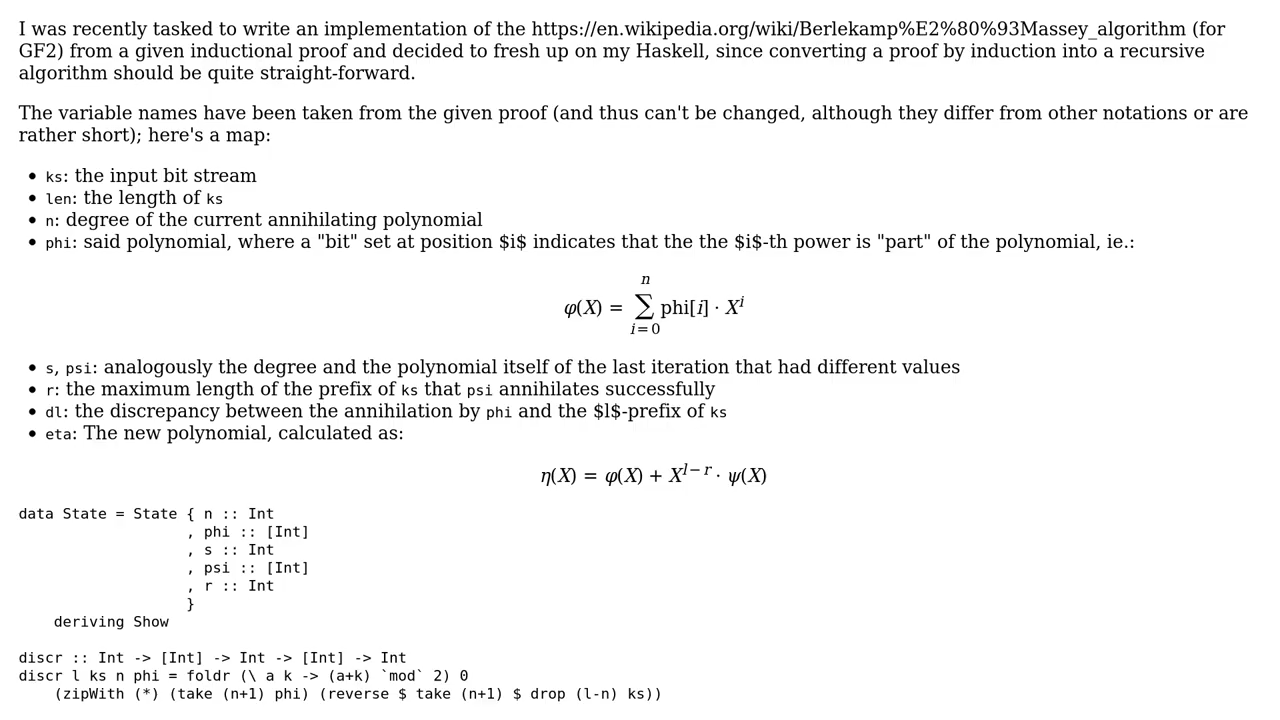 I was recently tasked to write an implementation of the https://en.wikipedia.org/wiki/Berlekamp%E2%80%93Massey_algorithm (for
GF2) from a given inductional proof and decided to fresh up on my Haskell, since converting a proof by induction into a recursive
algorithm should be quite straight-forward.
The variable names have been taken from the given proof (and thus can't be changed, although they differ from other notations or are
rather short); here's a map:
• ks: the input bit stream
• len: the length of ks
• n: degree of the current annihilating polynomial
• phi: said polynomial, where a "bit" set at position $i$ indicates that the the $i$-th power is "part" of the polynomial, ie.:
φ(X) = ∑_{i=0}^{n} phi[i] · X^i
• s, psi: analogously the degree and the polynomial itself of the last iteration that had different values
• r: the maximum length of the prefix of ks that psi annihilates successfully
• dl: the discrepancy between the annihilation by phi and the $l$-prefix of ks
• eta: The new polynomial, calculated as:
η(X) = φ(X) + X^{l−r} · ψ(X)
data State = State { n :: Int
                   , phi :: [Int]
                   , s :: Int
                   , psi :: [Int]
                   , r :: Int
                   }
    deriving Show
discr :: Int -> [Int] -> Int -> [Int] -> Int
discr l ks n phi = foldr (\ a k -> (a+k) `mod` 2) 0
    (zipWith (*) (take (n+1) phi) (reverse $ take (n+1) $ drop (l-n) ks))